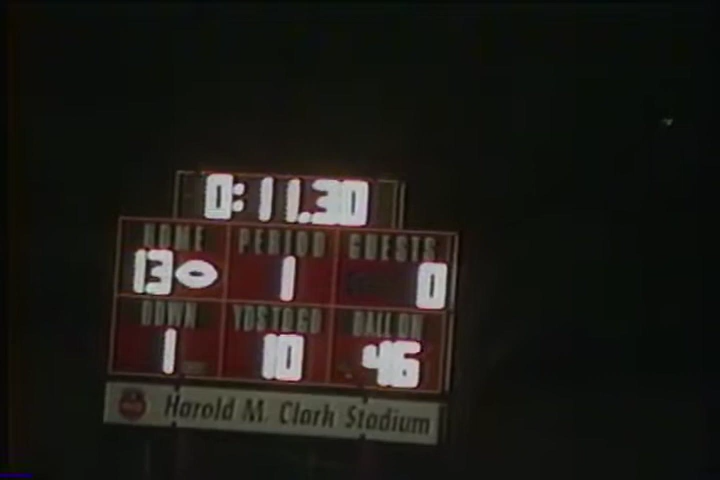 0:11.30
HOME PERIOD GUESTS
13 1 0
DOWN YDS TO GO BALL ON
1 10 46
Harold M. Clark Stadium